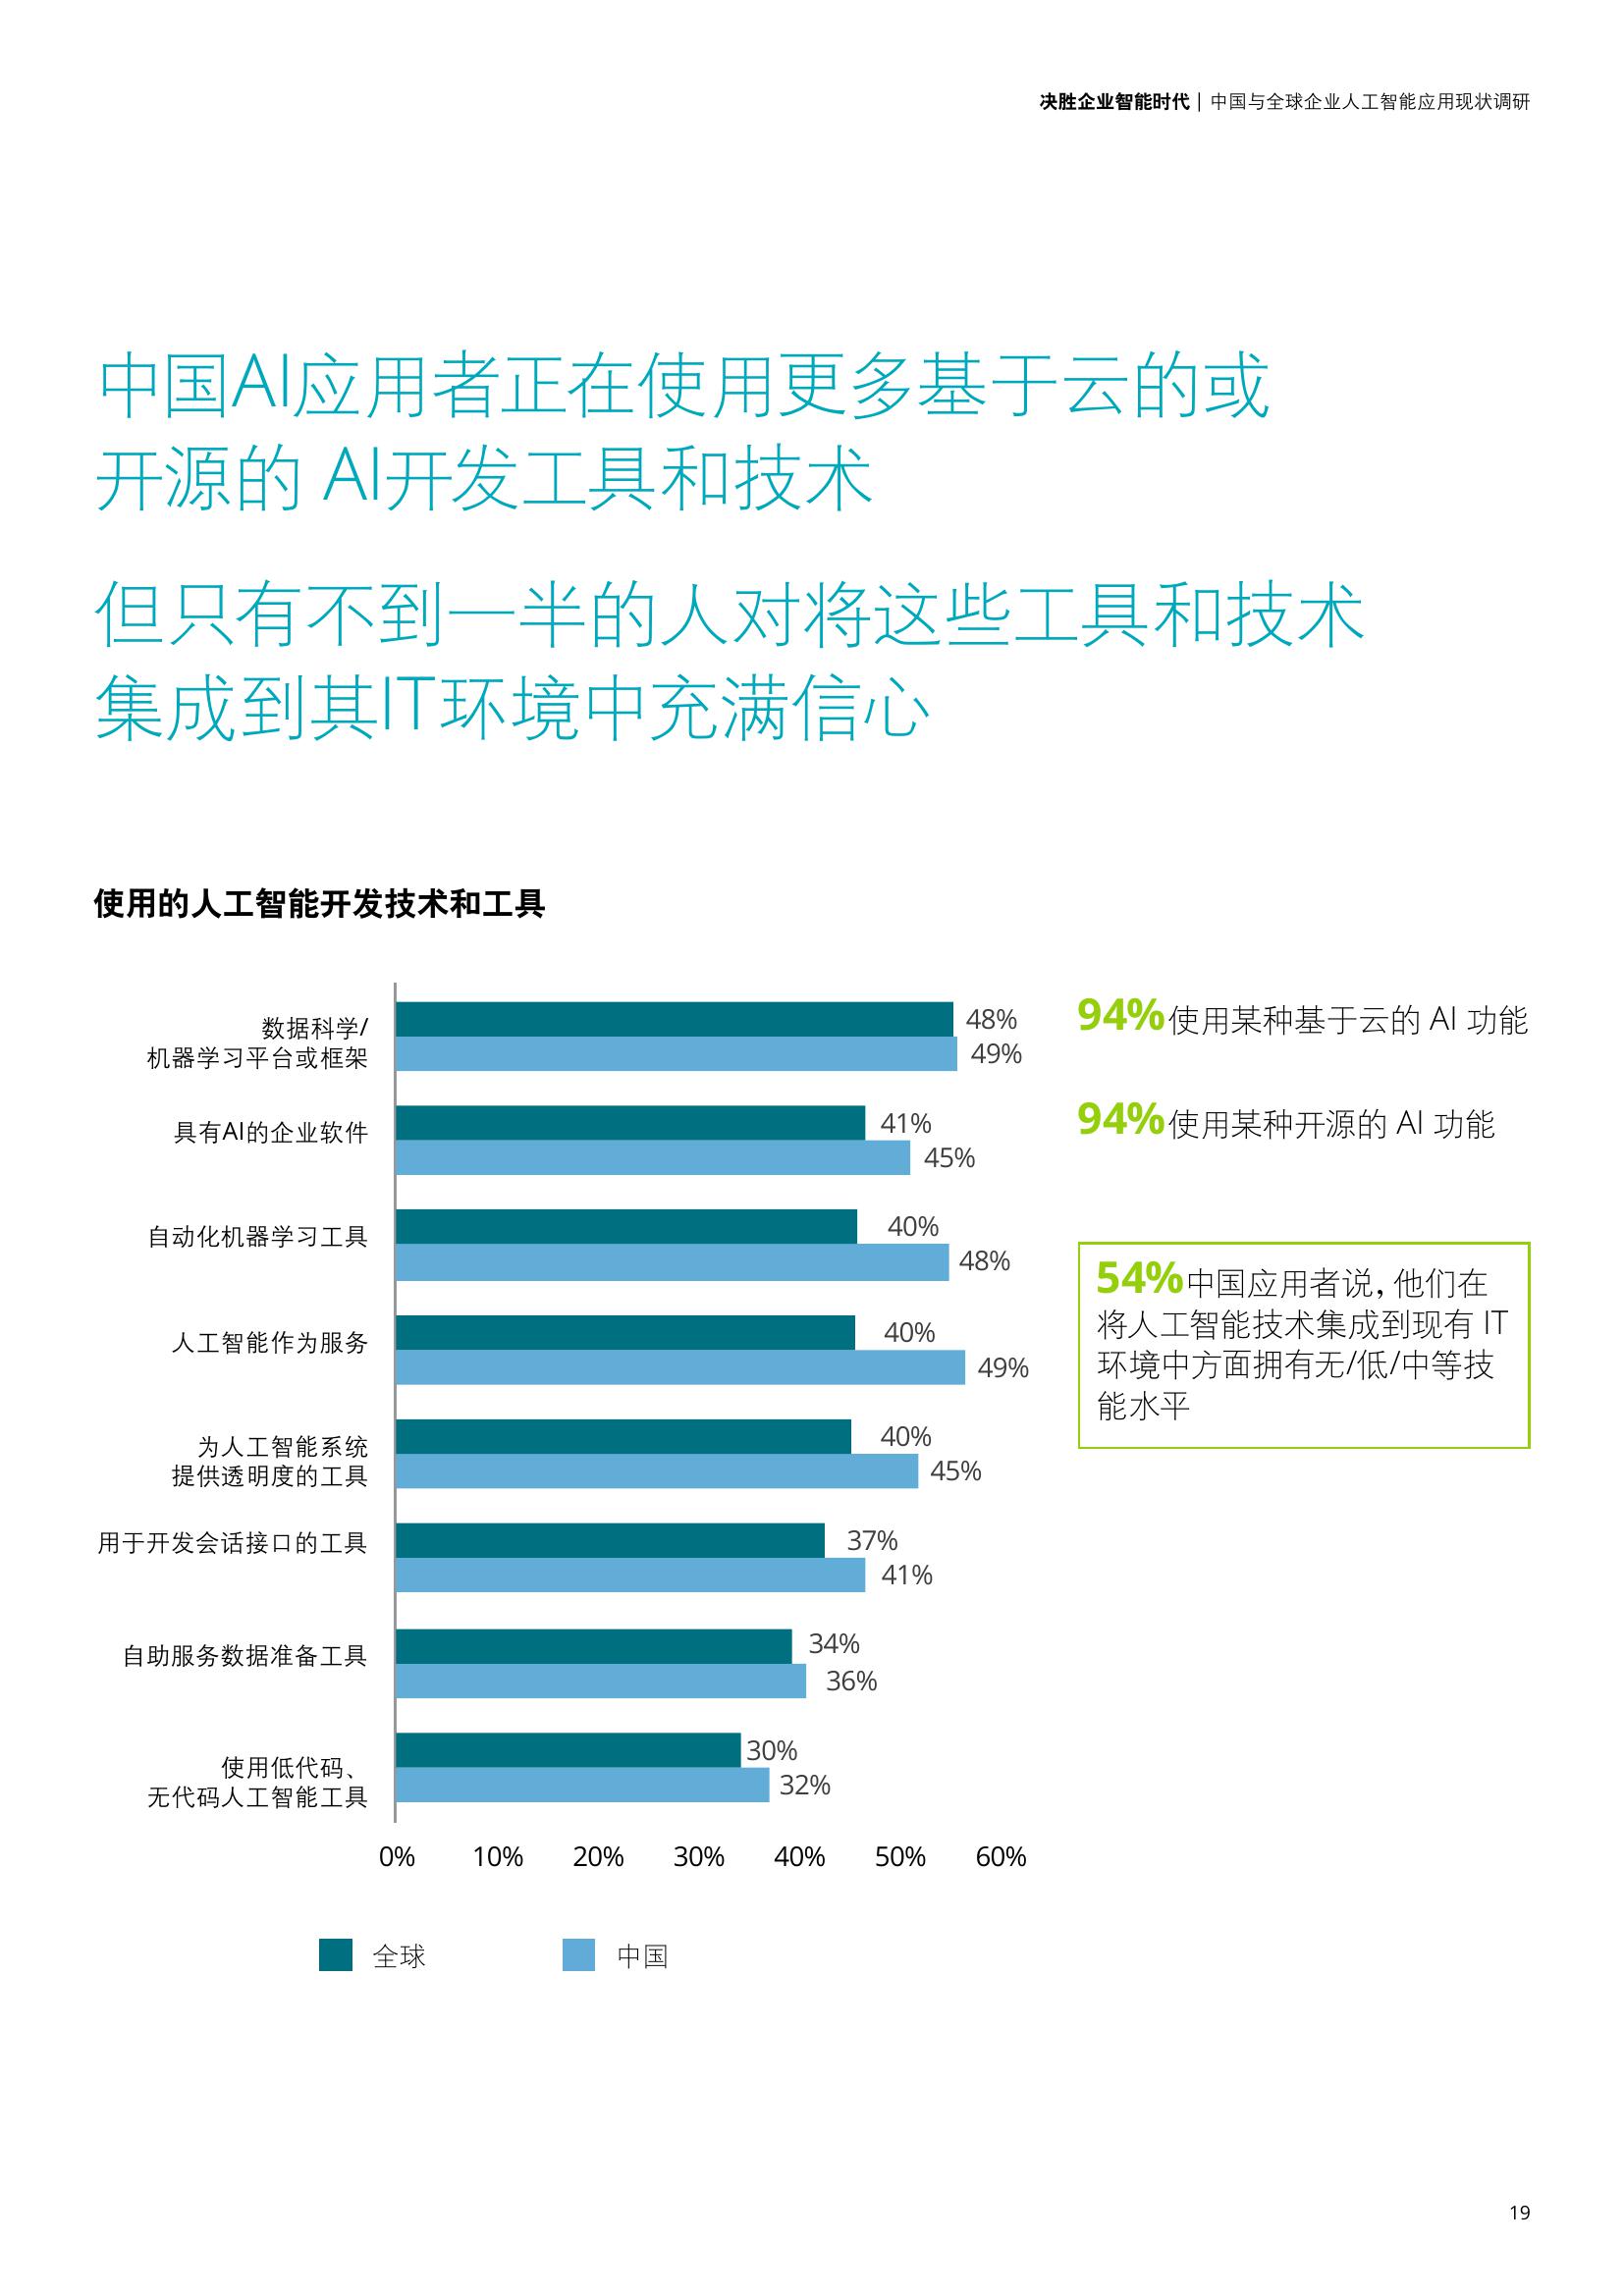 决胜企业智能时代 | 中国与全球企业人工智能应用现状调研
中国AI应用者正在使用更多基于云的或
开源的 AI开发工具和技术
但只有不到一半的人对将这些工具和技术
集成到其IT环境中充满信心
使用的人工智能开发技术和工具
数据科学/
机器学习平台或框架
48%
49%
具有AI的企业软件
41%
45%
自动化机器学习工具
40%
48%
人工智能作为服务
40%
49%
为人工智能系统
提供透明度的工具
40%
45%
用于开发会话接口的工具
37%
41%
自助服务数据准备工具
34%
36%
使用低代码、
无代码人工智能工具
30%
32%
0% 10% 20% 30% 40% 50% 60%
全球 中国
94%使用某种基于云的 AI 功能
94%使用某种开源的 AI 功能
54%中国应用者说，他们在
将人工智能技术集成到现有 IT
环境中方面拥有无/低/中等技
能水平
19